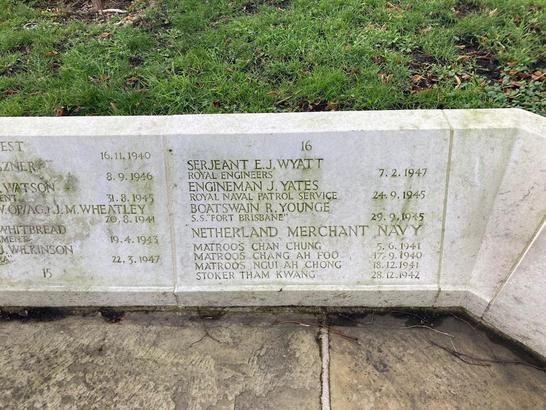 EST
16.11.1940
8.9.1946
WATSON
31.8.1945
J.M.WHEATLEY
20.8.1941
WHITBREAD
19.4.1943
WILKINSON
22.3.1947
15
16
SERJEANT E.J.WYATT
ROYAL ENGINEERS 7.2.1947
ENGINEMAN J.YATES
ROYAL NAVAL PATROL SERVICE 24.9.1945
BOATSWAIN R.YOUNGE
S.S."FORT BRISBANE" 29.9.1945
NETHERLAND MERCHANT NAVY
MATROOS CHAN CHUNG 5.6.1941
MATROOS CHANG AH FOO 17.9.1940
MATROOS NGUI AH CHONG 18.12.1941
STOKER THAM KWANG 28.12.1942